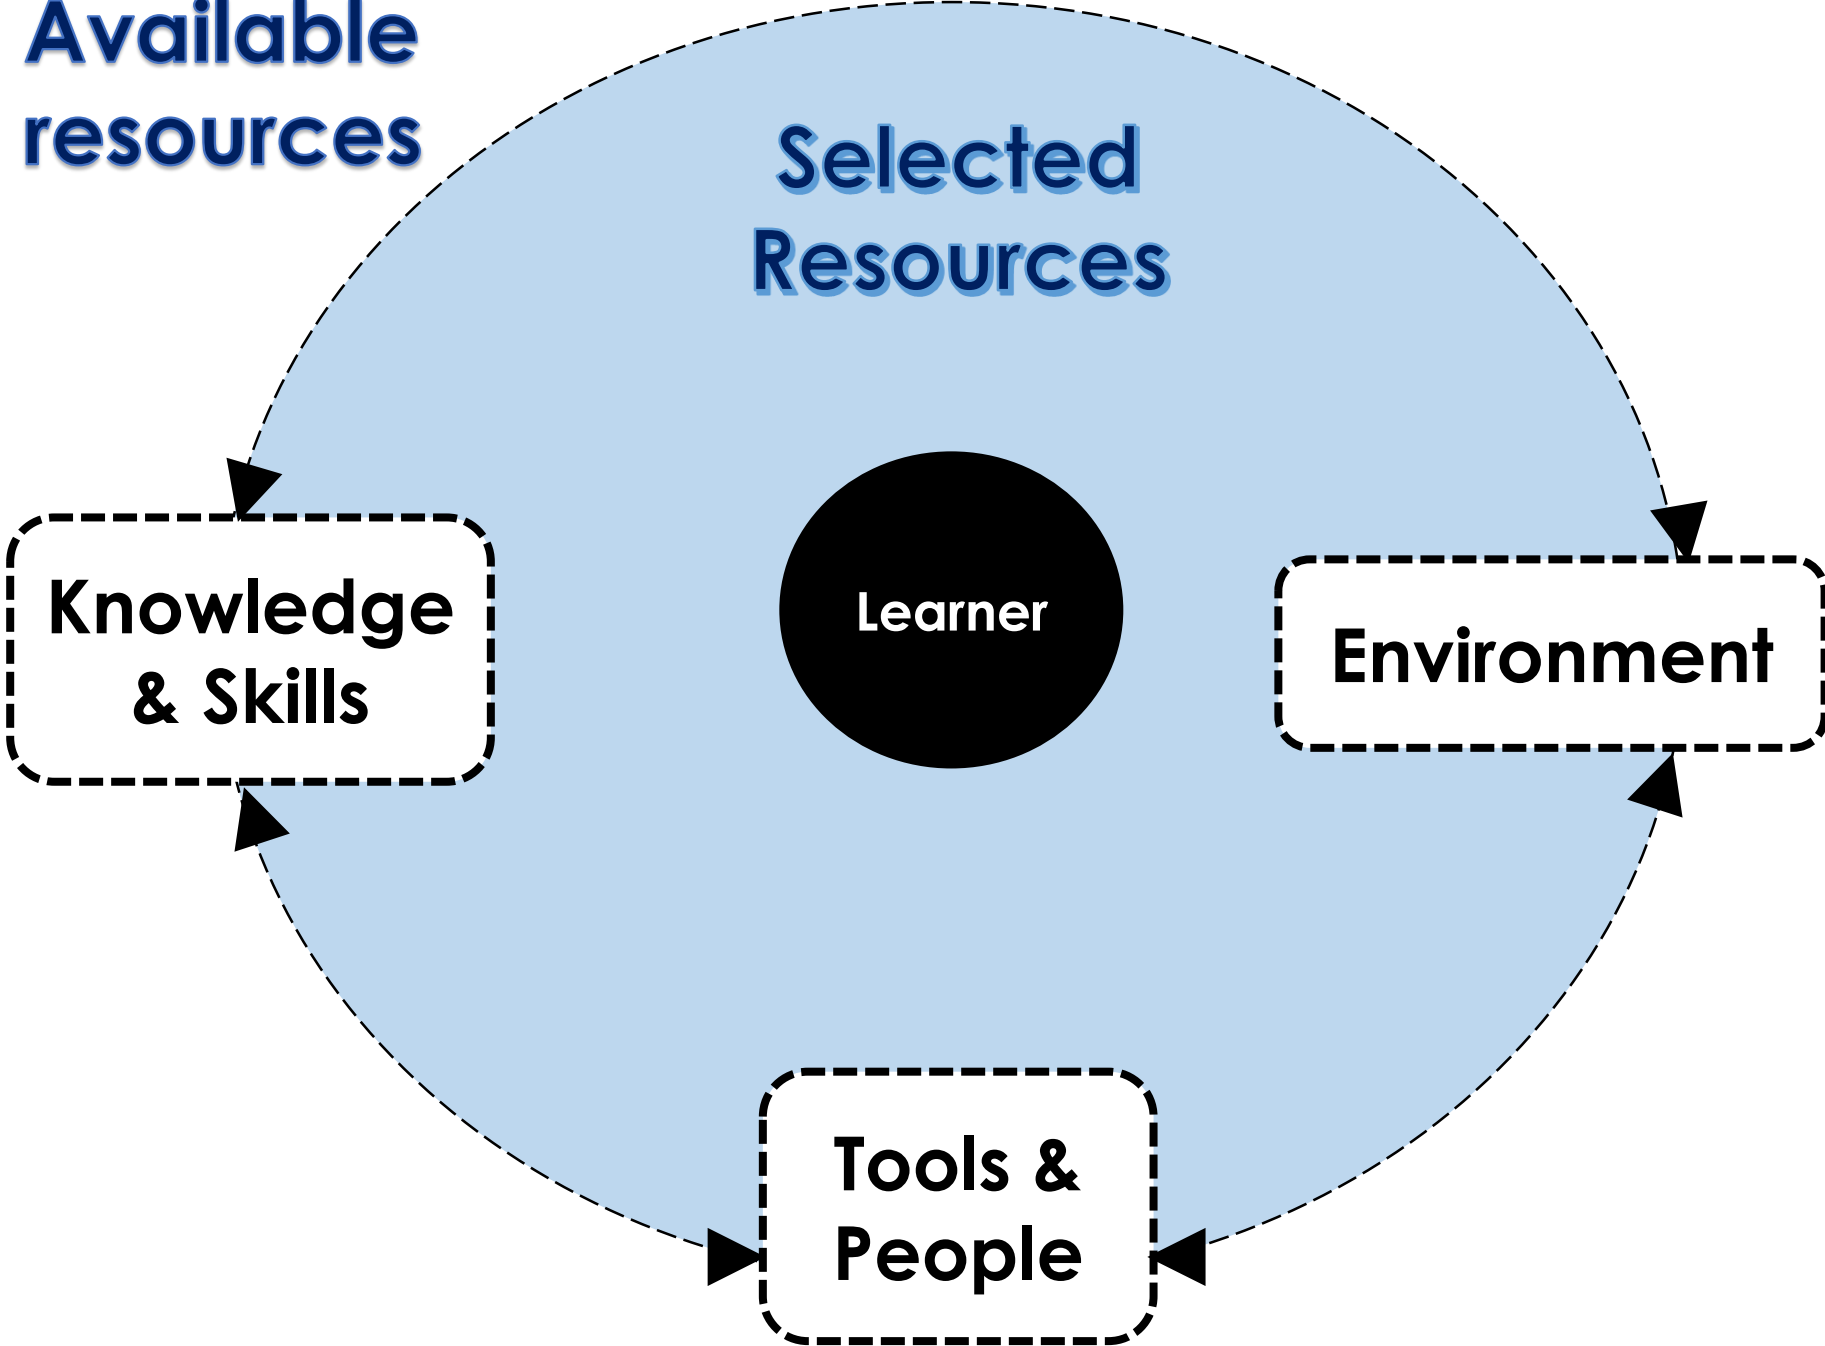 Available
resources
Selected
Resources
Knowledge
& Skills
Learner
Environment
Tools &
People